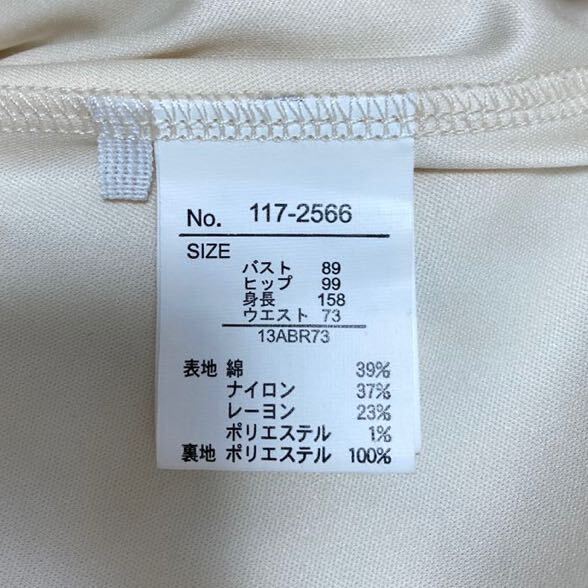 No. 117-2566
SIZE
バスト 89
ヒップ 99
身長 158
ウエスト 73
13ABR73
表地 綿 39%
ナイロン 37%
レーヨン 23%
ポリエステル 1%
裏地 ポリエステル 100%